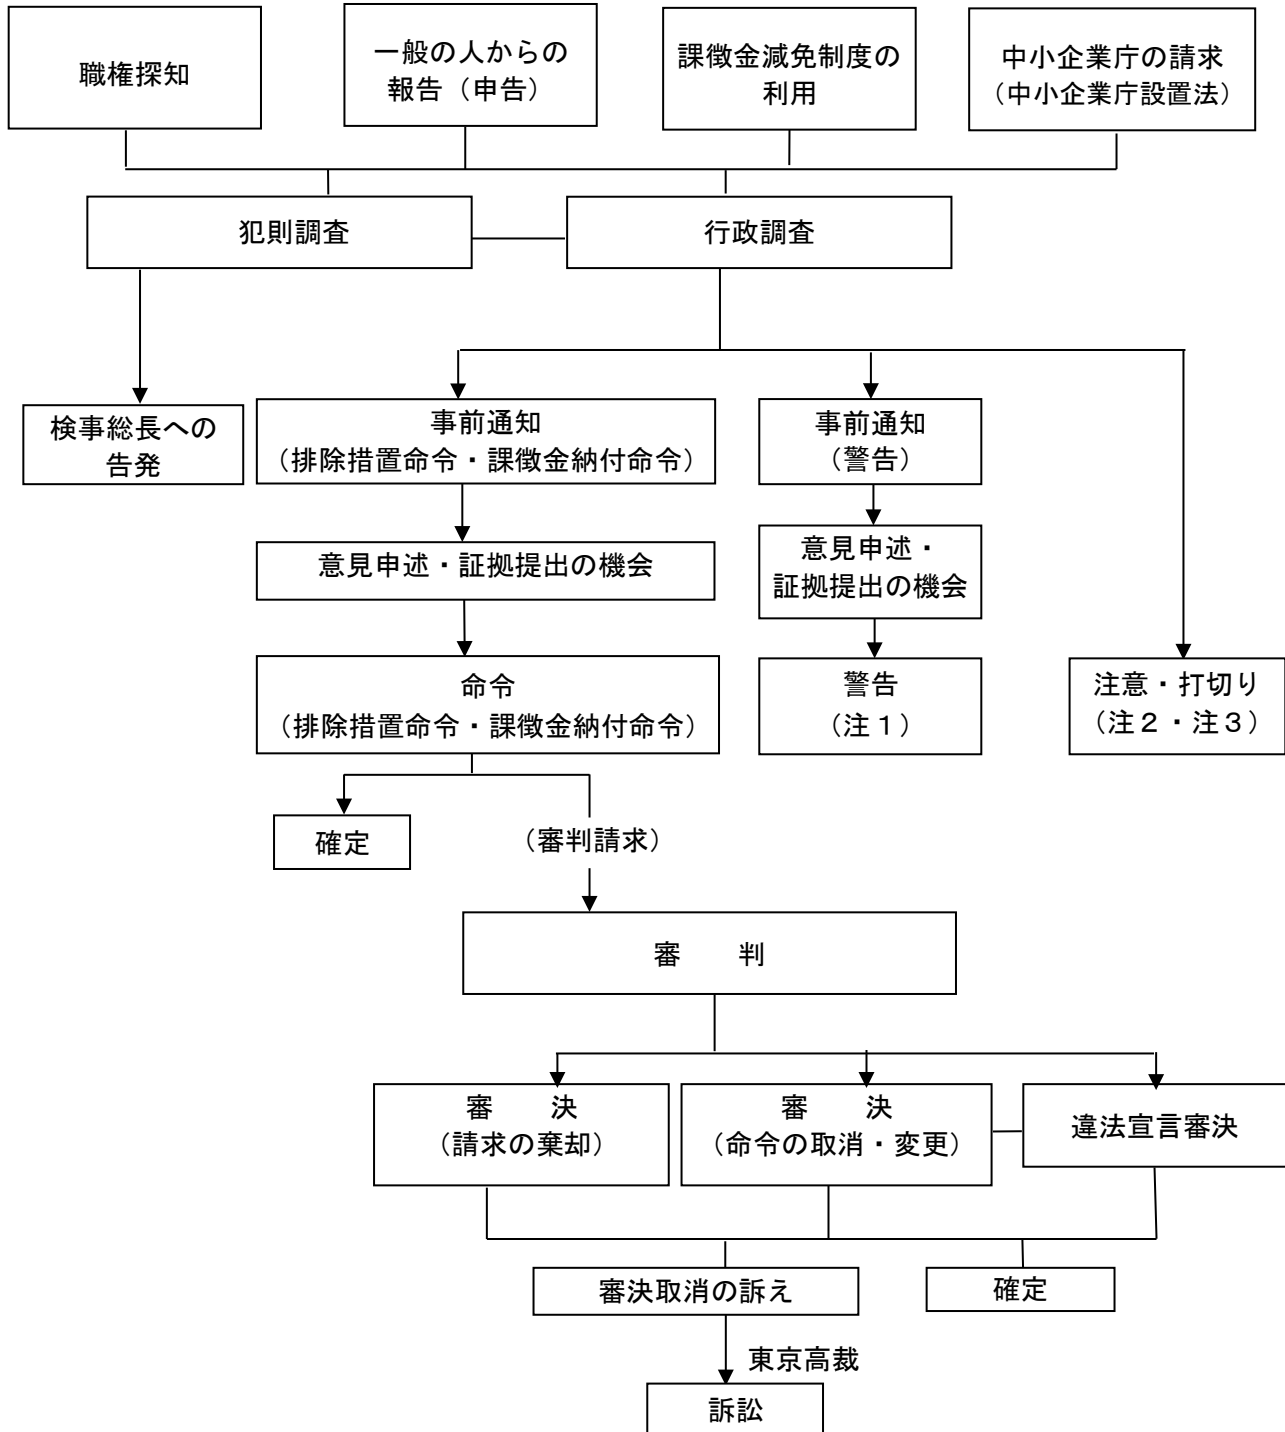 職権探知
一般の人からの
報告（申告）
課徴金減免制度の
利用
中小企業庁の請求
（中小企業庁設置法）
犯則調査
行政調査
検事総長への
告発
事前通知
（排除措置命令・課徴金納付命令）
事前通知
（警告）
意見申述・証拠提出の機会
意見申述・
証拠提出の機会
命令
（排除措置命令・課徴金納付命令）
警告
（注１）
注意・打切り
（注２・注３）
確定
（審判請求）
審　　判
審　　決
（請求の棄却）
審　　決
（命令の取消・変更）
違法宣言審決
審決取消の訴え
確定
東京高裁
訴訟